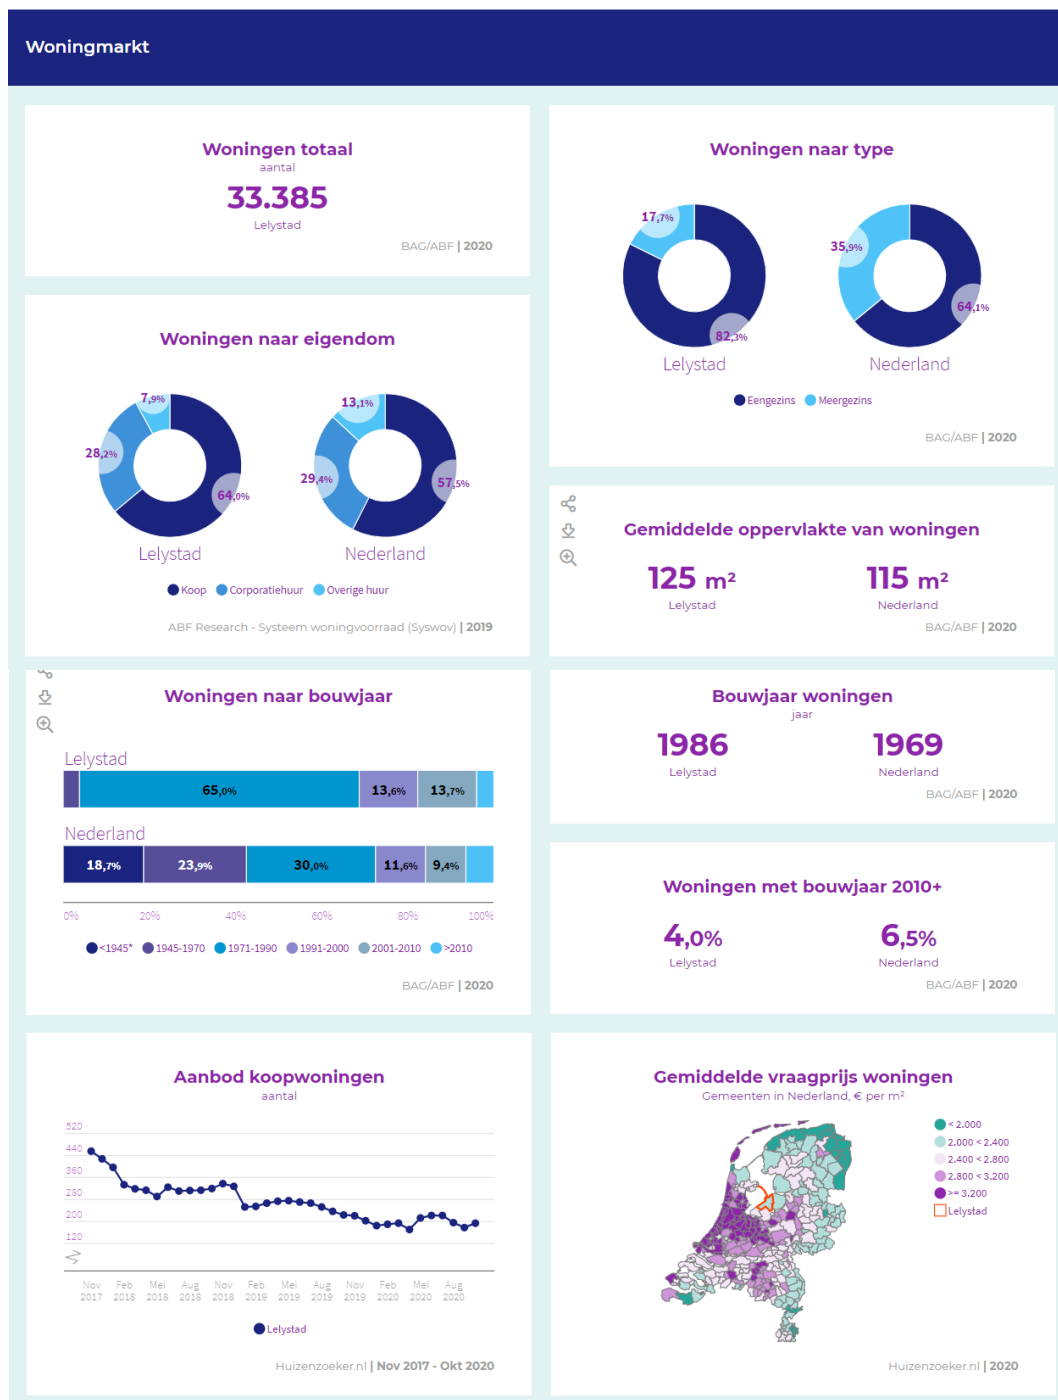 Woningmarkt
Woningen totaal
aantal
33.385
Lelystad
BAG/ABF | 2020
Woningen naar type
17,7%
82,3%
Lelystad
35,9%
64,1%
Nederland
Eengezins Meergezins
BAG/ABF | 2020
Woningen naar eigendom
7,9%
28,2%
64,0%
Lelystad
13,1%
29,4%
57,5%
Nederland
Koop Corporatiehuur Overige huur
ABF Research - Systeem woningvoorraad (Syswov) | 2019
Gemiddelde oppervlakte van woningen
125 m²
Lelystad
115 m²
Nederland
BAG/ABF | 2020
Woningen naar bouwjaar
Lelystad
65,0% 13,6% 13,7%
Nederland
18,7% 23,9% 30,0% 11,6% 9,4%
0% 20% 40% 60% 80% 100%
<1945* 1945-1970 1971-1990 1991-2000 2001-2010 >2010
BAG/ABF | 2020
Bouwjaar woningen
jaar
1986
Lelystad
1969
Nederland
BAG/ABF | 2020
Woningen met bouwjaar 2010+
4,0%
Lelystad
6,5%
Nederland
BAG/ABF | 2020
Aanbod koopwoningen
aantal
520
440
360
280
200
120
Nov Feb Mei Aug Nov Feb Mei Aug Nov Feb Mei Aug
2017 2018 2018 2018 2018 2019 2019 2019 2019 2020 2020 2020
Lelystad
Huizenzoeker.nl | Nov 2017 - Okt 2020
Gemiddelde vraagprijs woningen
Gemeenten in Nederland, € per m²
< 2.000
2.000 < 2.400
2.400 < 2.800
2.800 < 3.200
>= 3.200
Lelystad
Huizenzoeker.nl | 2020